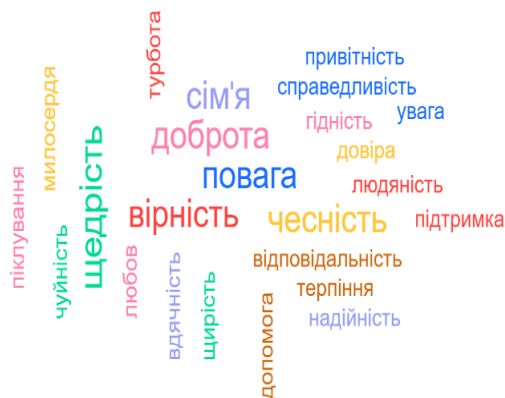 турбота
милосердя
піклування
чуйність
щедрість
любов
вдячність
щирість
допомога
сім'я
доброта
повага
вірність
чесність
привітність
справедливість
гідність
увага
довіра
людяність
підтримка
відповідальність
терпіння
надійність